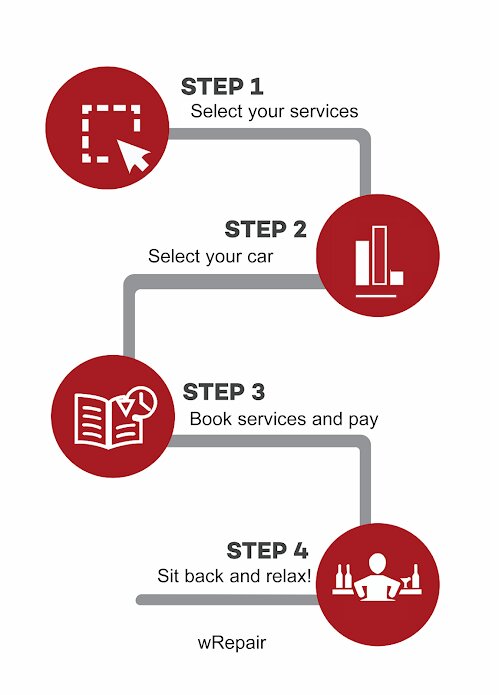 STEP 1
Select your services
STEP 2
Select your car
STEP 3
Book services and pay
STEP 4
Sit back and relax!
wRepair